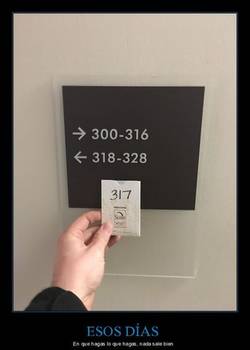 → 300-316
← 318-328
317
ESOS DÍAS
En que hagas lo que hagas, nada sale bien